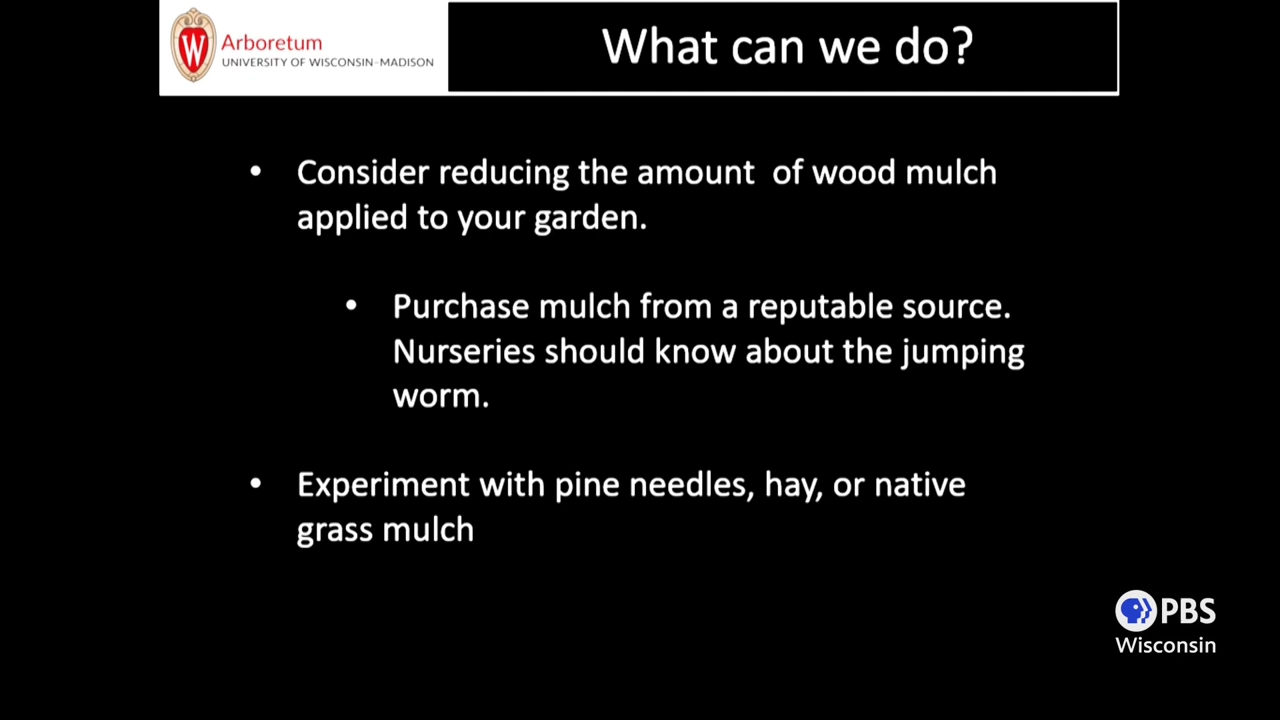 W
Arboretum
UNIVERSITY OF WISCONSIN-MADISON
What can we do?
• Consider reducing the amount of wood mulch
applied to your garden.
• Purchase mulch from a reputable source.
Nurseries should know about the jumping
worm.
• Experiment with pine needles, hay, or native
grass mulch
PBS
Wisconsin